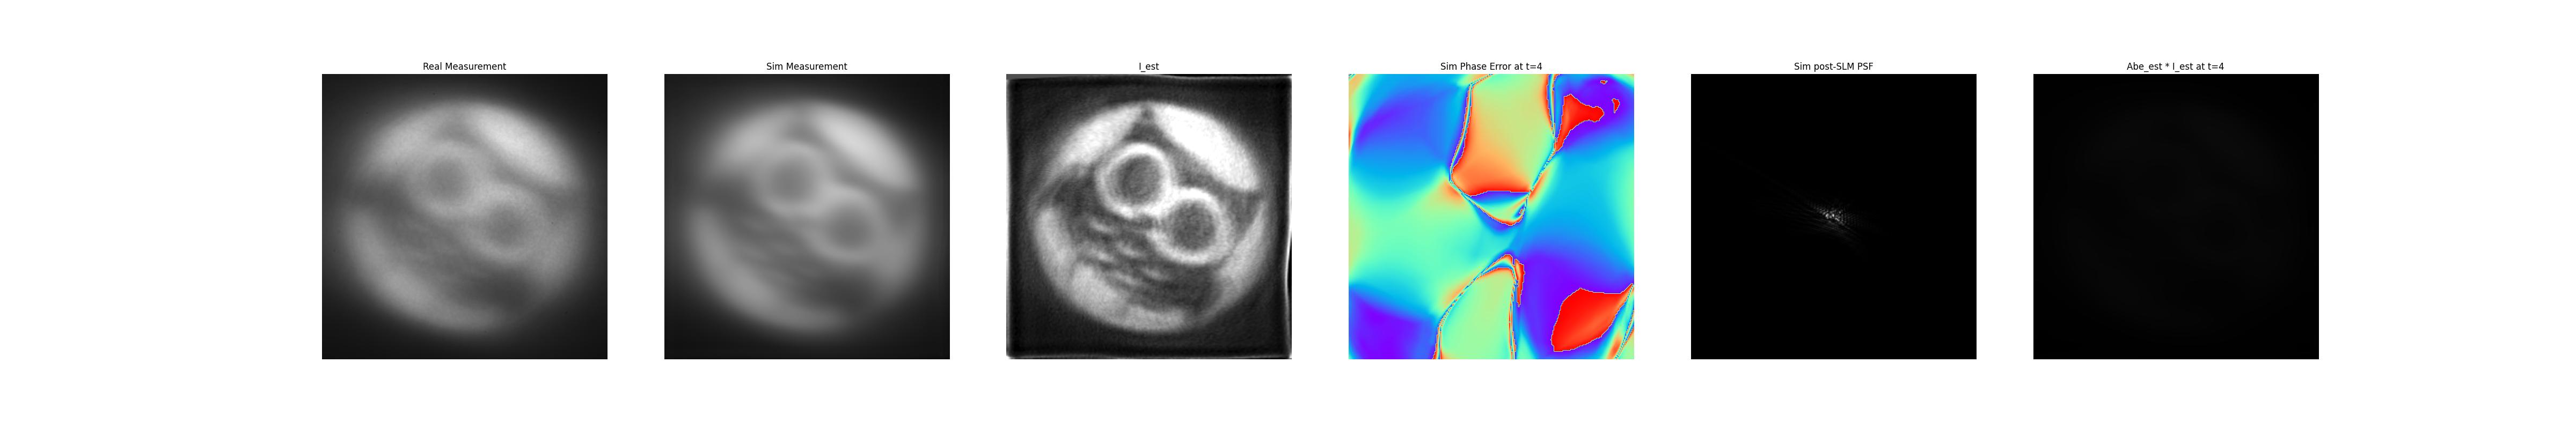 Real Measurement
Sim Measurement
I_est
Sim Phase Error at t=4
Sim post-SLM PSF
Abe_est * I_est at t=4